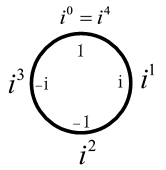 i⁰ = i⁴
1
i³ -i i i¹
-1
i²